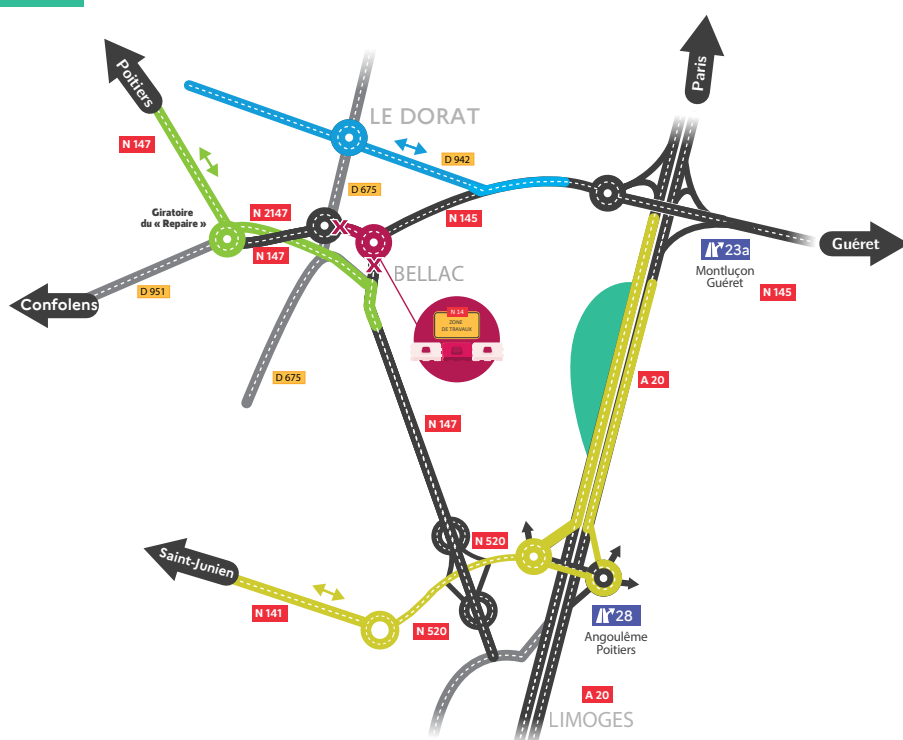 Paris
Poitiers
LE DORAT
N 147
D 942
D 675
Giratoire
du « Repaire »
N 2147
N 145
N 147
Guéret
23a
Montluçon
Guéret
BELLAC
N 145
D 951
Confolens
N 14
ZONE
DE TRAVAUX
D 675
A 20
N 147
N 520
Saint-Junien
N 141
N 520
28
Angoulême
Poitiers
A 20
LIMOGES